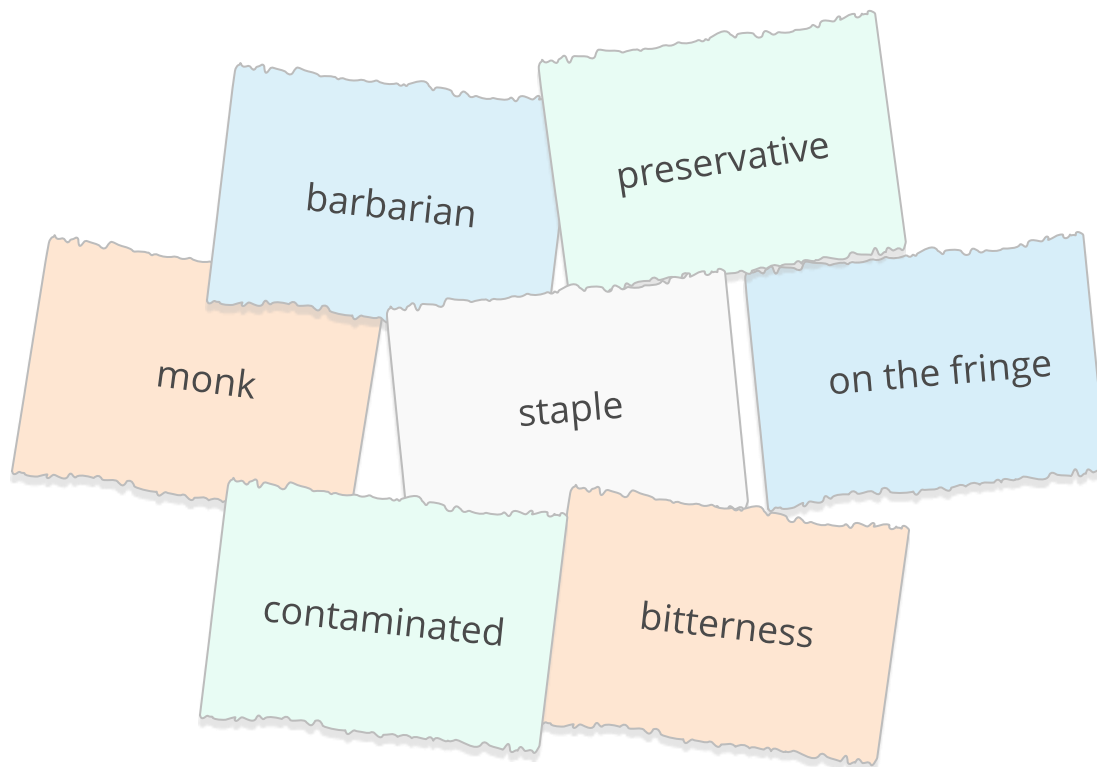 preservative
barbarian
monk
staple
on the fringe
contaminated
bitterness